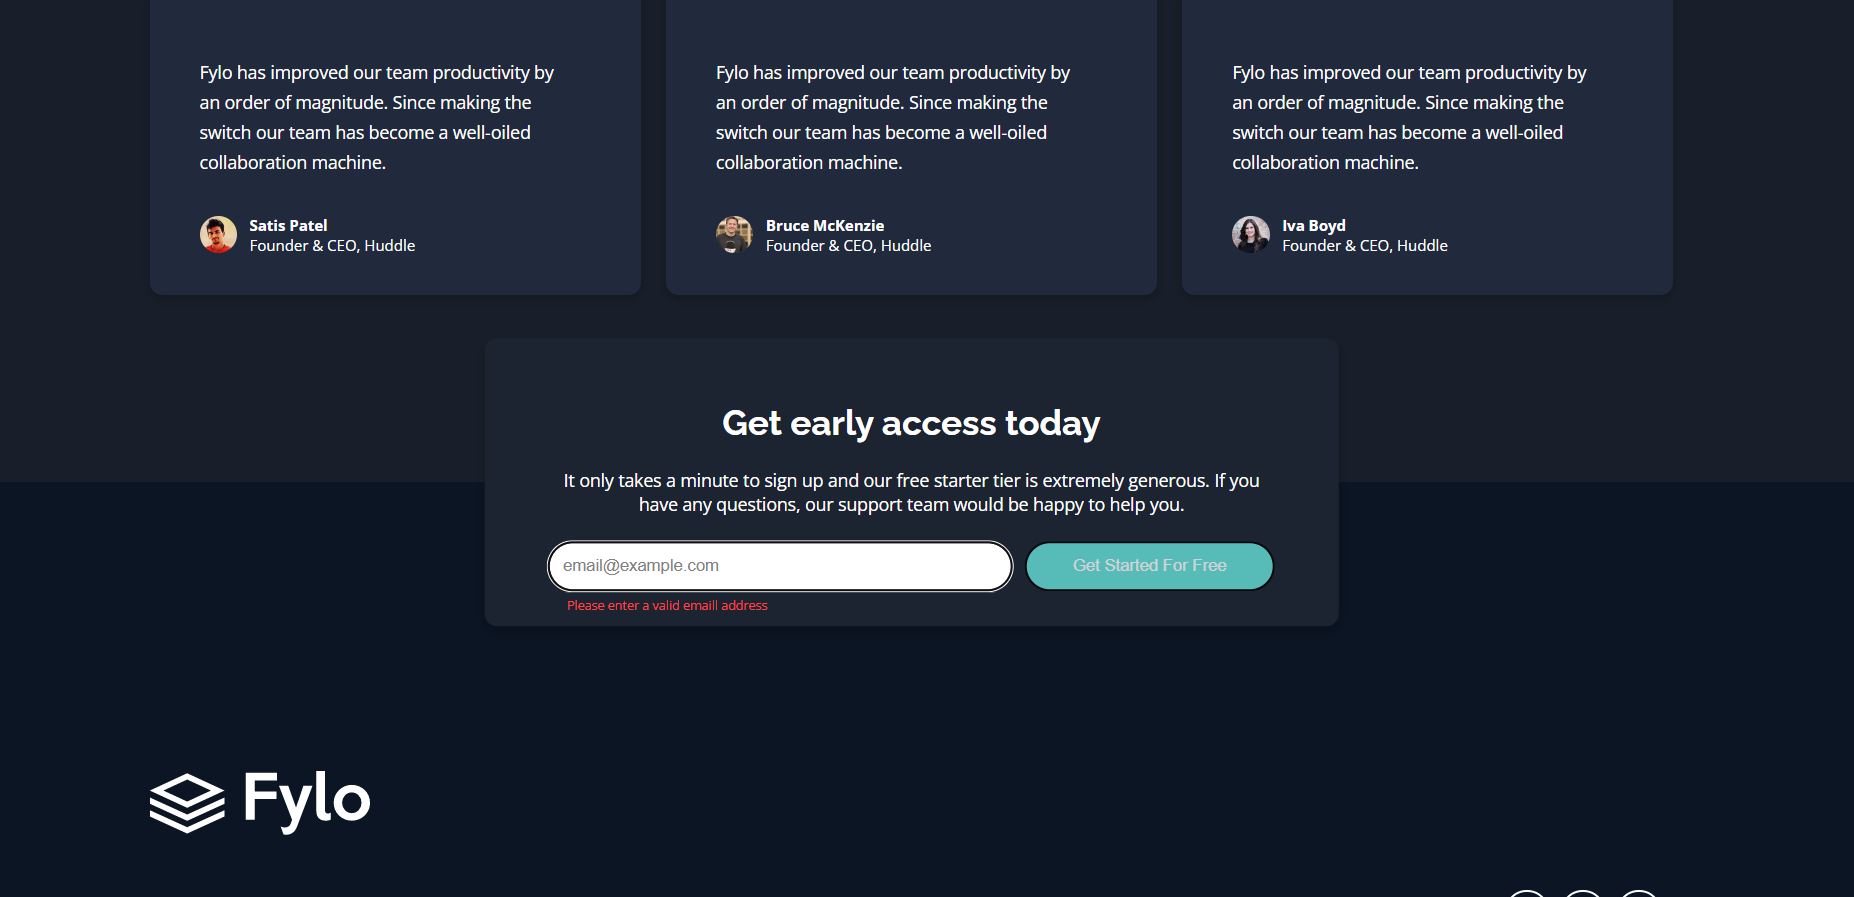 Fylo has improved our team productivity by
an order of magnitude. Since making the
switch our team has become a well-oiled
collaboration machine.
Satis Patel
Founder & CEO, Huddle
Fylo has improved our team productivity by
an order of magnitude. Since making the
switch our team has become a well-oiled
collaboration machine.
Bruce McKenzie
Founder & CEO, Huddle
Fylo has improved our team productivity by
an order of magnitude. Since making the
switch our team has become a well-oiled
collaboration machine.
Iva Boyd
Founder & CEO, Huddle
Get early access today
It only takes a minute to sign up and our free starter tier is extremely generous. If you
have any questions, our support team would be happy to help you.
email@example.com
Get Started For Free
Please enter a valid emaill address
Fylo